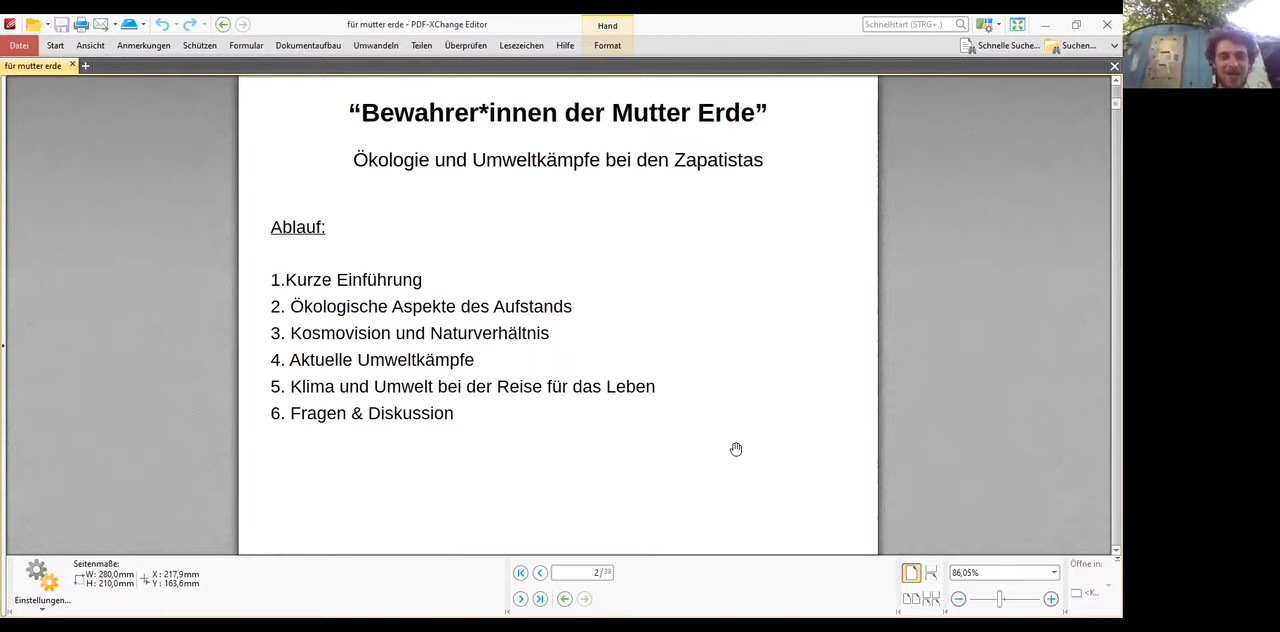 für mutter erde - PDF-XChange Editor
Hand
Schnellstart (STRG+.)
Datei Start Ansicht Anmerkungen Schützen Formular Dokumentaufbau Umwandeln Teilen Überprüfen Lesezeichen Hilfe Format
Schnelle Suche...
Suchen...
für mutter erde
“Bewahrer*innen der Mutter Erde”
Ökologie und Umweltkämpfe bei den Zapatistas
Ablauf:
1.Kurze Einführung
2. Ökologische Aspekte des Aufstands
3. Kosmovision und Naturverhältnis
4. Aktuelle Umweltkämpfe
5. Klima und Umwelt bei der Reise für das Leben
6. Fragen & Diskussion
Einstellungen...
Seitenmaße:
W: 280,0mm
H: 210,0mm
X : 217,9mm
Y : 163,6mm
2/39
86,05%
Öffne in:
<K...